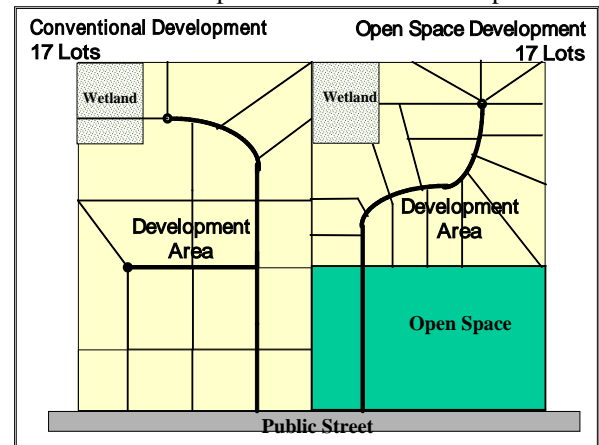 Conventional Development
17 Lots
Open Space Development
17 Lots
Wetland
Wetland
Development
Area
Development
Area
Open Space
Public Street